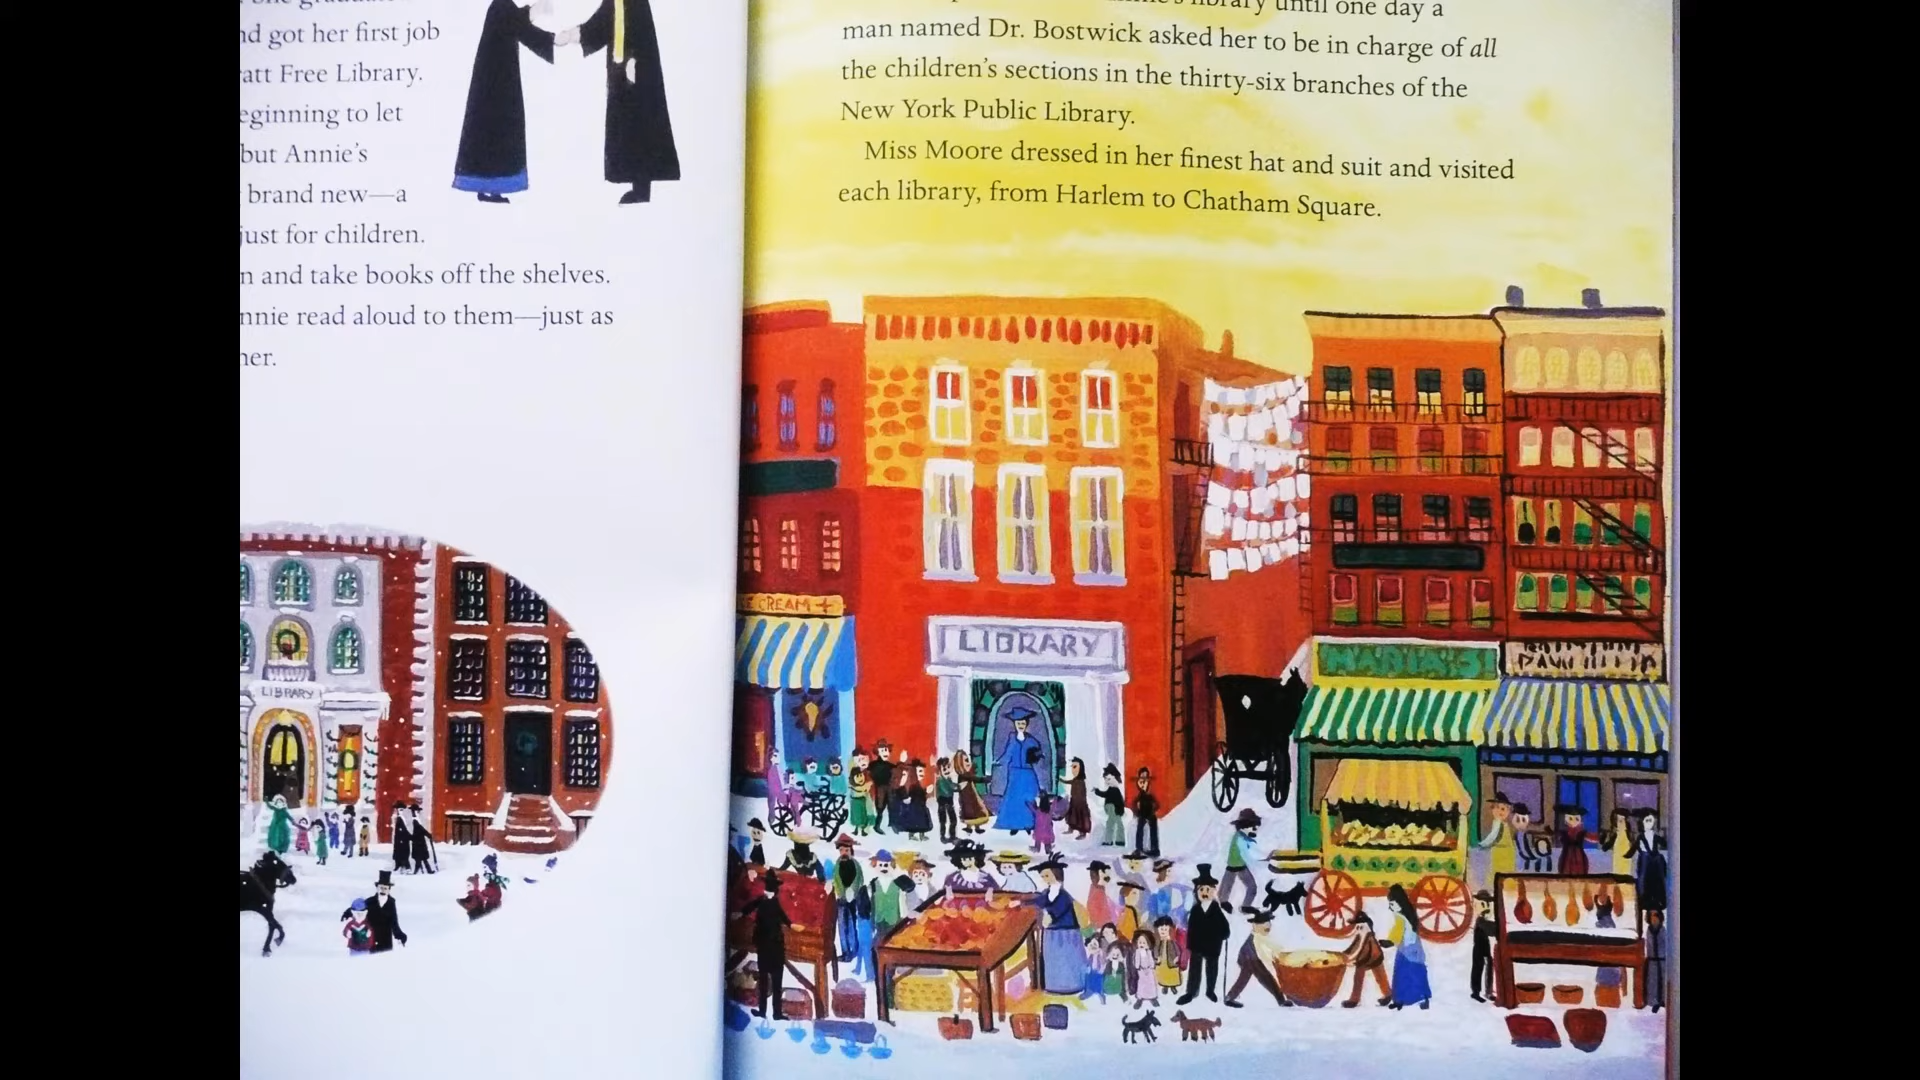 nd got her first job
att Free Library.
eginning to let
but Annie's
brand new—a
just for children.
n and take books off the shelves.
nnie read aloud to them—just as
her.
library until one day a
man named Dr. Bostwick asked her to be in charge of all
the children's sections in the thirty-six branches of the
New York Public Library.
Miss Moore dressed in her finest hat and suit and visited
each library, from Harlem to Chatham Square.
CREAM
LIBRARY
MARIA'S
LIBRARY